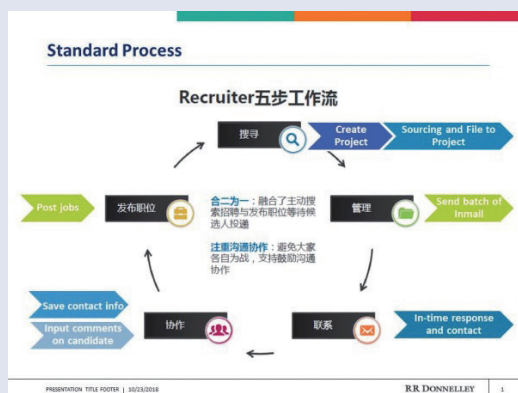 Standard Process
Recruiter五步工作流
搜寻
Create
Project
Sourcing and File to
Project
Post jobs
发布职位
合二为一：融合了主动搜
索招聘与发布职位等待候
选人投递
注重沟通协作：避免大家
各自为战，支持鼓励沟通
协作
管理
Send batch of
Inmail
Save contact info
Input comments
on candidate
协作
联系
In-time response
and contact
PRESENTATION TITLE FOOTER | 10/23/2018
RR DONNELLEY
1